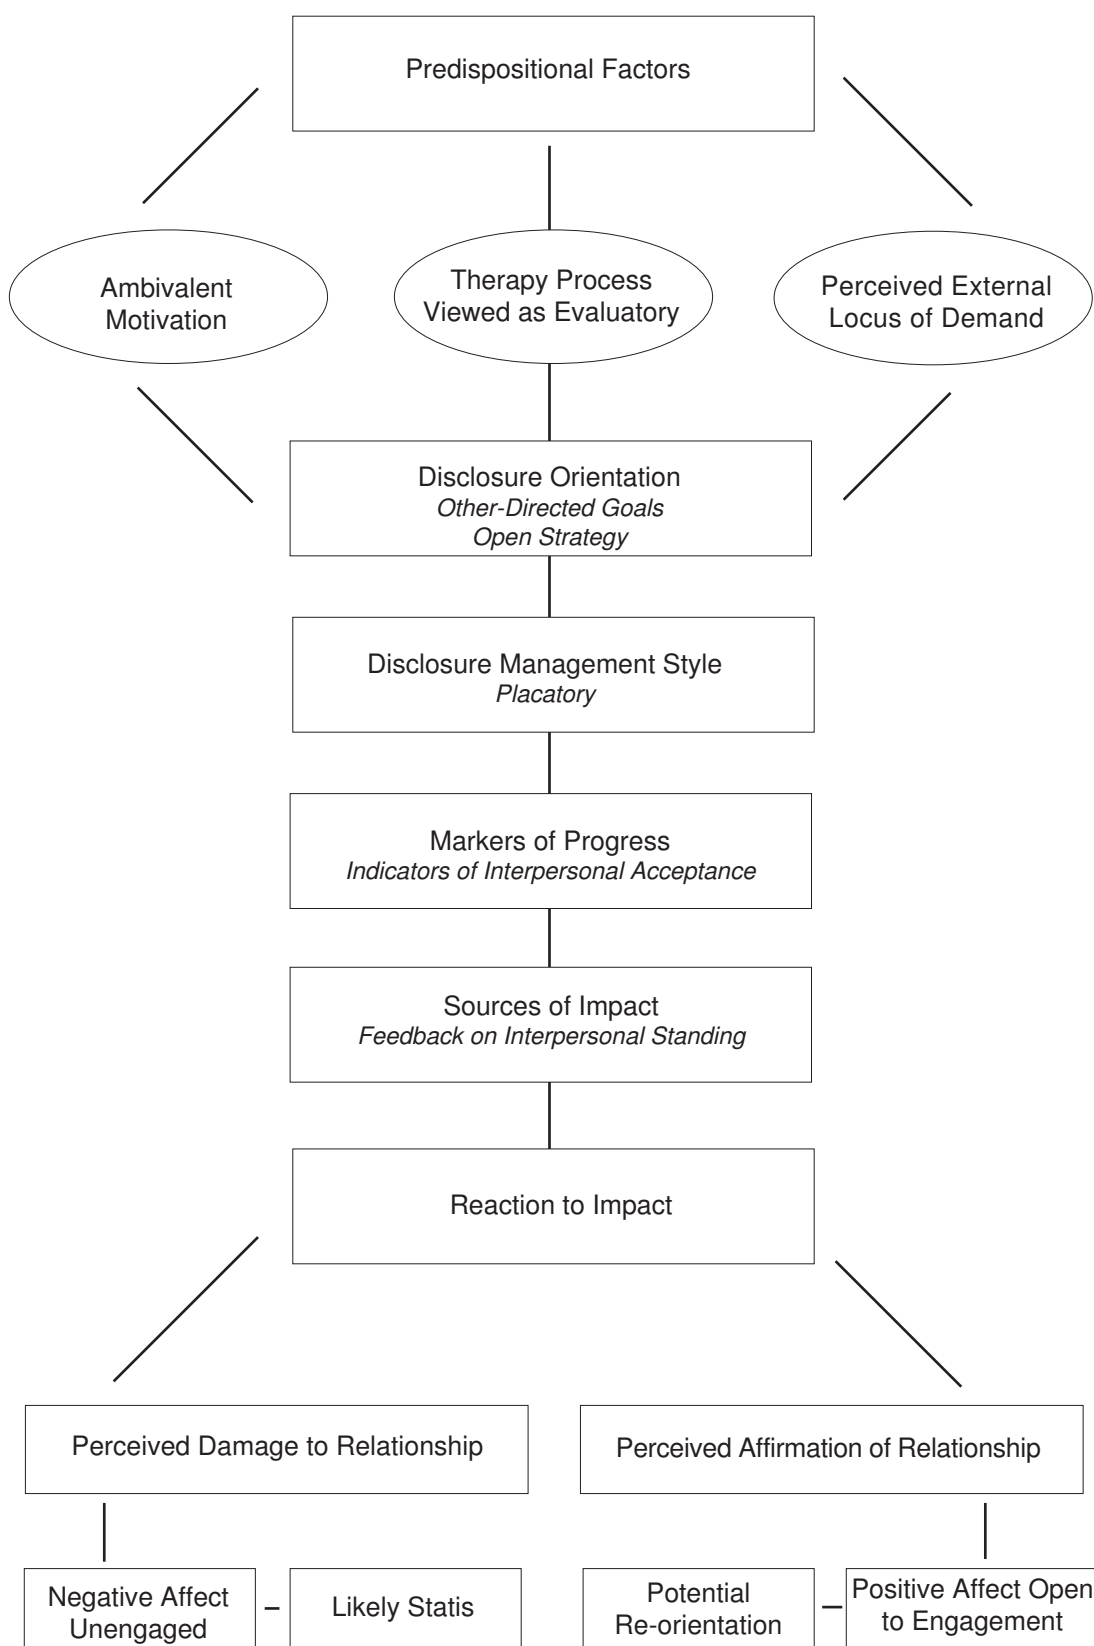 Predispositional Factors
Ambivalent
Motivation
Therapy Process
Viewed as Evaluatory
Perceived External
Locus of Demand
Disclosure Orientation
Other-Directed Goals
Open Strategy
Disclosure Management Style
Placatory
Markers of Progress
Indicators of Interpersonal Acceptance
Sources of Impact
Feedback on Interpersonal Standing
Reaction to Impact
Perceived Damage to Relationship
Perceived Affirmation of Relationship
Negative Affect
Unengaged
Likely Statis
Potential
Re-orientation
Positive Affect Open
to Engagement